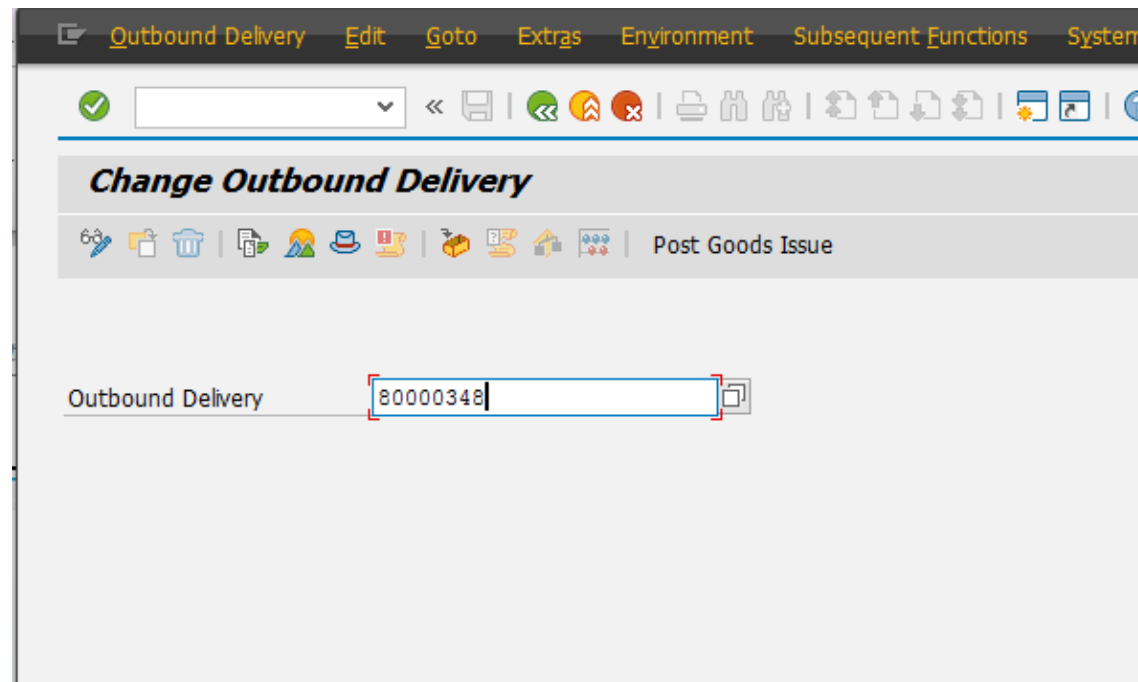 Outbound Delivery Edit Goto Extras Environment Subsequent Functions System
Change Outbound Delivery
Post Goods Issue
Outbound Delivery 80000348